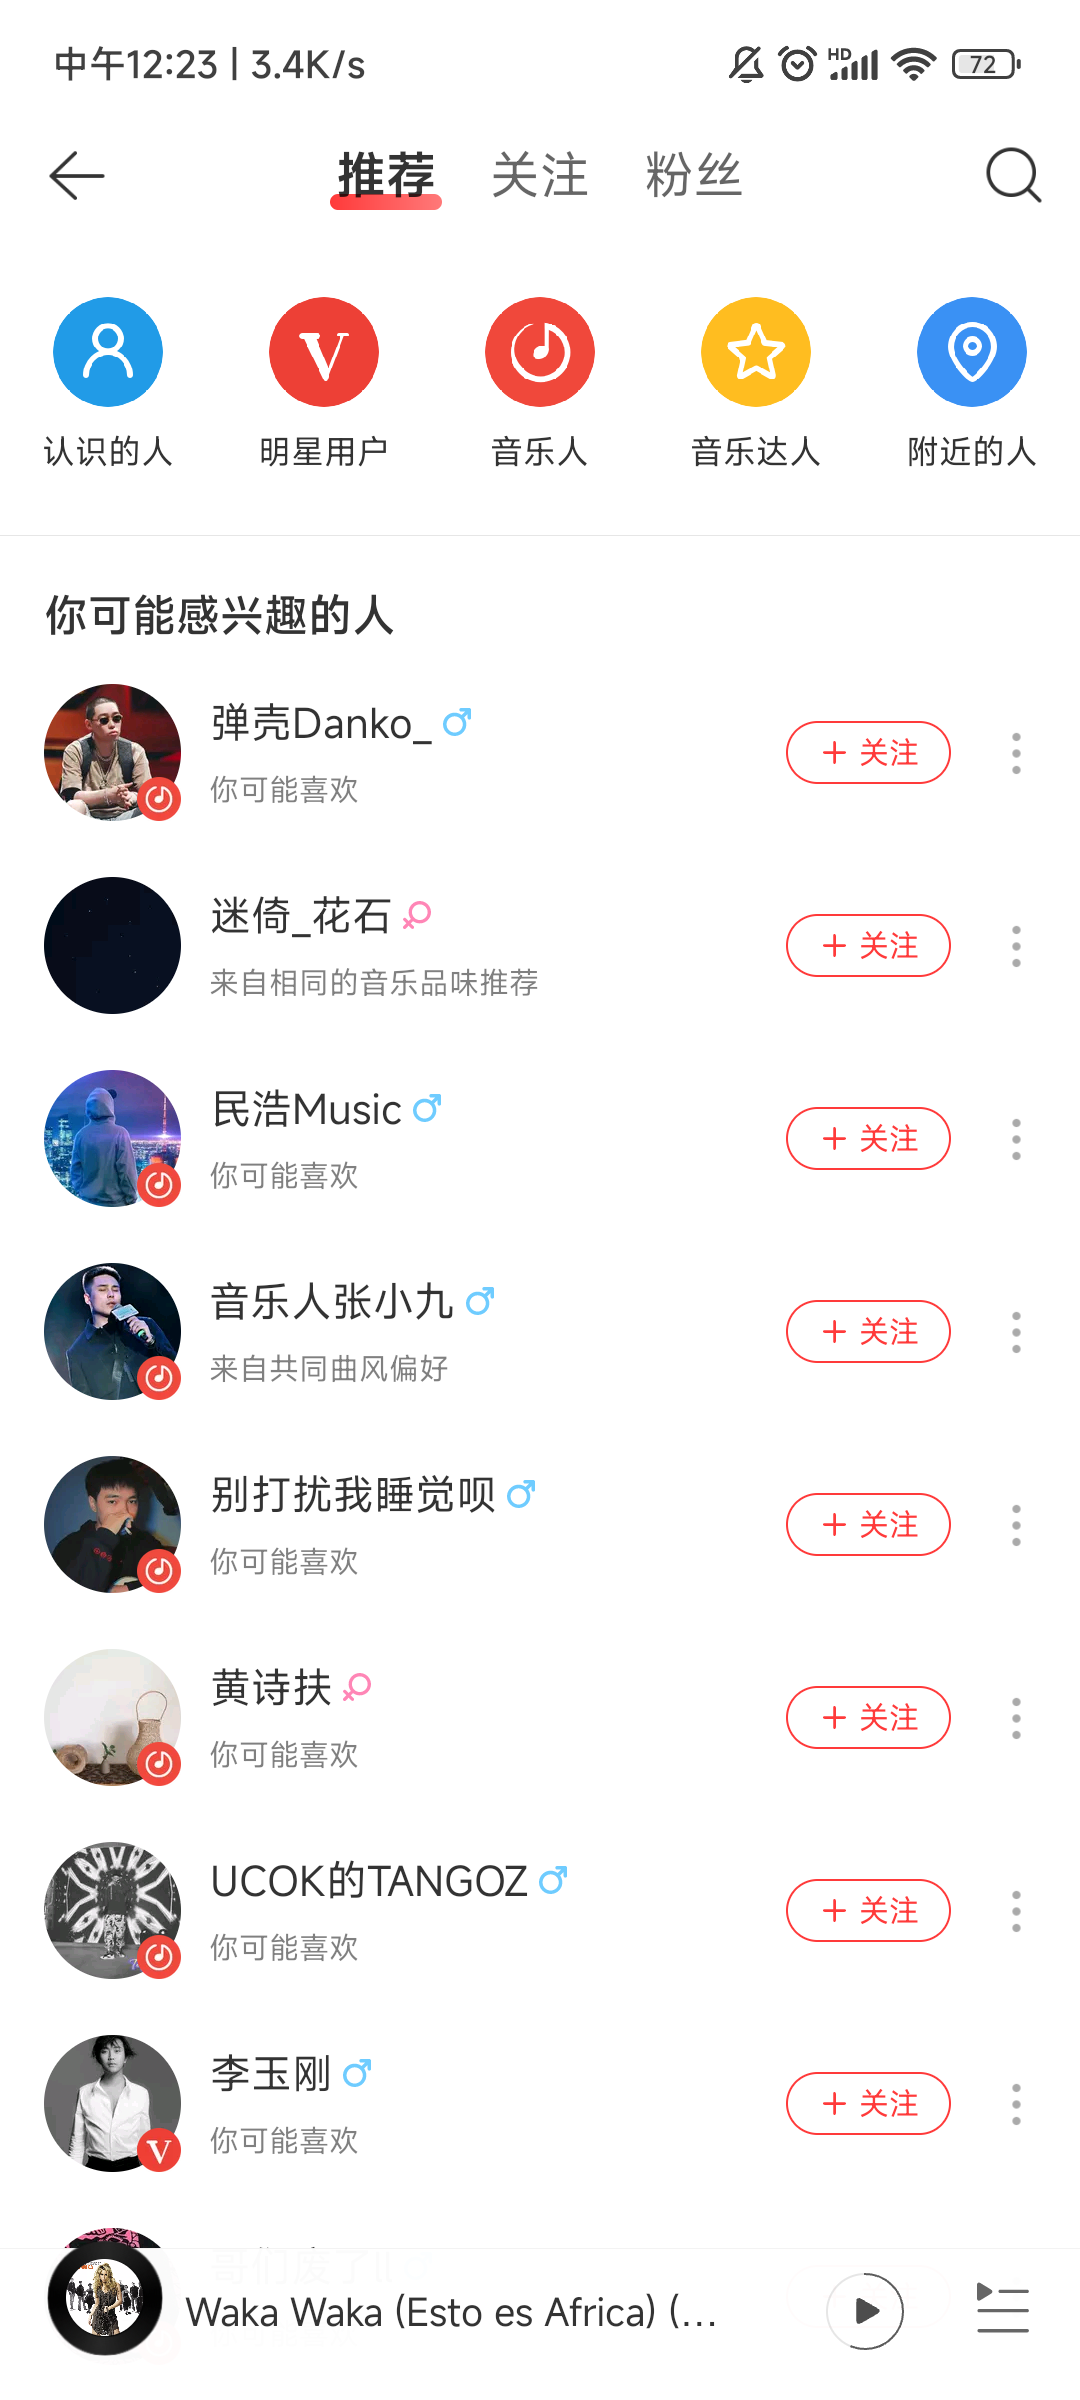 中午12:23 | 3.4K/s
HD
72
推荐 关注 粉丝
认识的人 明星用户 音乐人 音乐达人 附近的人
你可能感兴趣的人
弹壳Danko_
你可能喜欢
+ 关注
迷倚_花石
来自相同的音乐品味推荐
+ 关注
民浩Music
你可能喜欢
+ 关注
音乐人张小九
来自共同曲风偏好
+ 关注
别打扰我睡觉呗
你可能喜欢
+ 关注
黄诗扶
你可能喜欢
+ 关注
UCOK的TANGOZ
你可能喜欢
+ 关注
李玉刚
你可能喜欢
+ 关注
Waka Waka (Esto es Africa) (...